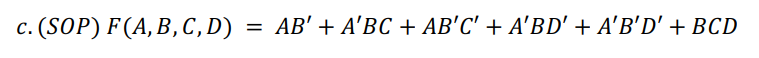 c. (SOP) F(A, B, C, D) = AB′ + A′BC + AB′C′ + A′BD′ + A′B′D′ + BCD